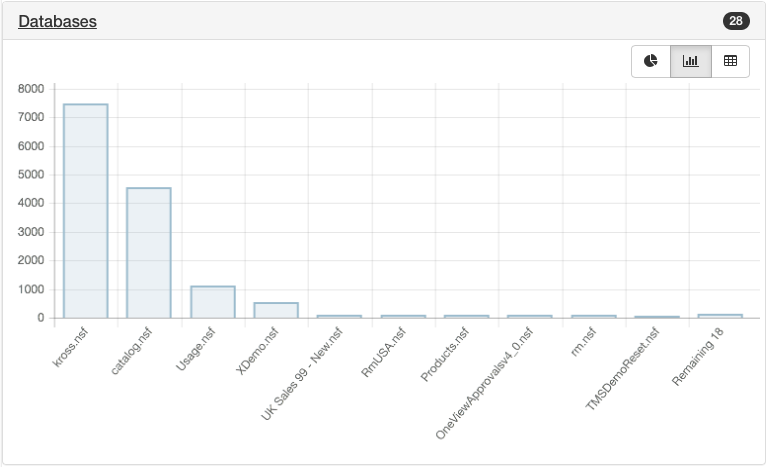 Databases 28
8000
7000
6000
5000
4000
3000
2000
1000
0
kross.nsf
catalog.nsf
Usage.nsf
XDemo.nsf
UK Sales 99 - New.nsf
RmUSA.nsf
Products.nsf
OneViewApprovalsv4_0.nsf
rm.nsf
TMSDemoReset.nsf
Remaining 18